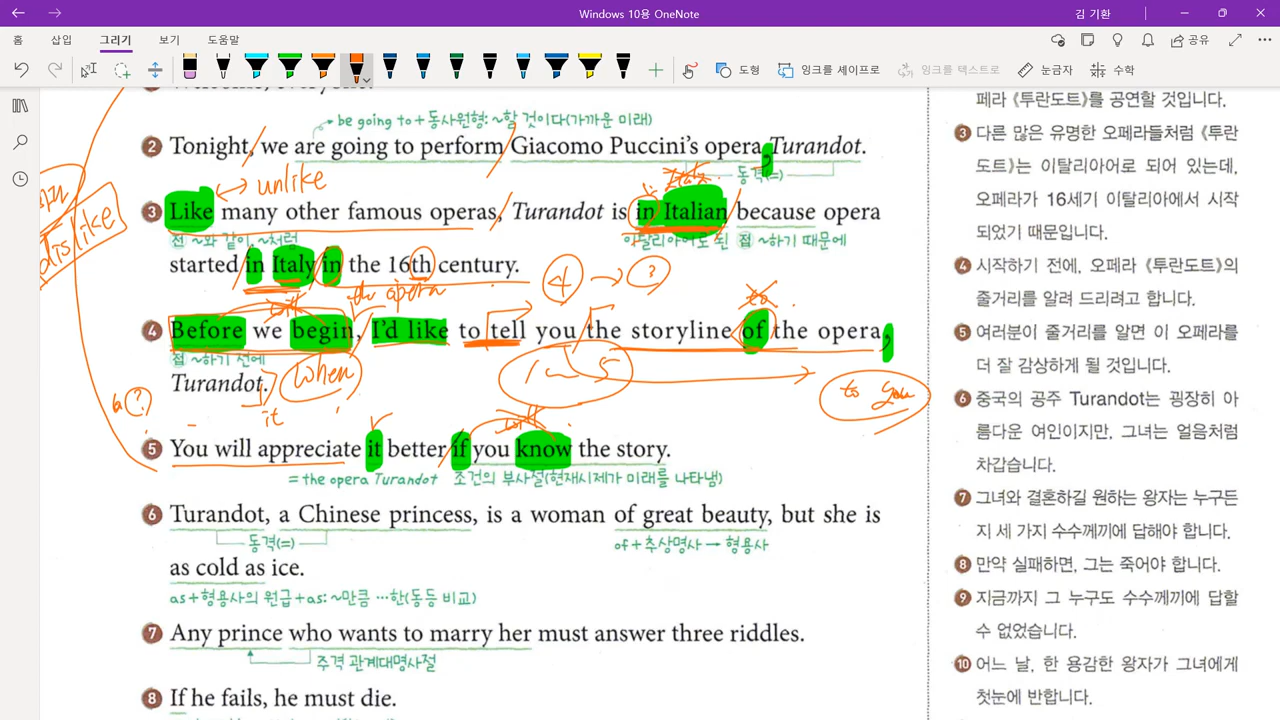 Windows 10용 OneNote
김 기환
홈 삽입 그리기 보기 도움말
공유
도형
잉크를 셰이프로
잉크를 텍스트로
눈금자
수학
be going to + 동사원형: ~할 것이다(가까운 미래)
2 Tonight, we are going to perform Giacomo Puccini's opera, Turandot.
동격(=)
unlike
dislike
3 Like many other famous operas, Turandot is in Italian because opera
전 ~와 같이, ~처럼
이탈리아어로 쓰인 접 ~하기 때문에
started in Italy in the 16th century.
4 → ?
the opera
will
to
4 Before we begin, I'd like to tell you the storyline of the opera,
접 ~하기 전에
Turandot.
when
1 ~ 5
to you
it
?
will
5 You will appreciate it better if you know the story.
= the opera Turandot 조건의 부사절(현재시제가 미래를 나타냄)
6 Turandot, a Chinese princess, is a woman of great beauty, but she is
동격(=)
of + 추상명사 → 형용사
as cold as ice.
as + 형용사의 원급 + as: ~만큼 …한(동등 비교)
7 Any prince who wants to marry her must answer three riddles.
주격 관계대명사절
8 If he fails, he must die.
페라 《투란도트》를 공연할 것입니다.
3 다른 많은 유명한 오페라들처럼 《투란
도트》는 이탈리아어로 되어 있는데,
오페라가 16세기 이탈리아에서 시작
되었기 때문입니다.
4 시작하기 전에, 오페라 《투란도트》의
줄거리를 알려 드리려고 합니다.
5 여러분이 줄거리를 알면 이 오페라를
더 잘 감상하게 될 것입니다.
6 중국의 공주 Turandot는 굉장히 아
름다운 여인이지만, 그녀는 얼음처럼
차갑습니다.
7 그녀와 결혼하길 원하는 왕자는 누구든
지 세 가지 수수께끼에 답해야 합니다.
8 만약 실패하면, 그는 죽어야 합니다.
9 지금까지 그 누구도 수수께끼에 답할
수 없었습니다.
10 어느 날, 한 용감한 왕자가 그녀에게
첫눈에 반합니다.